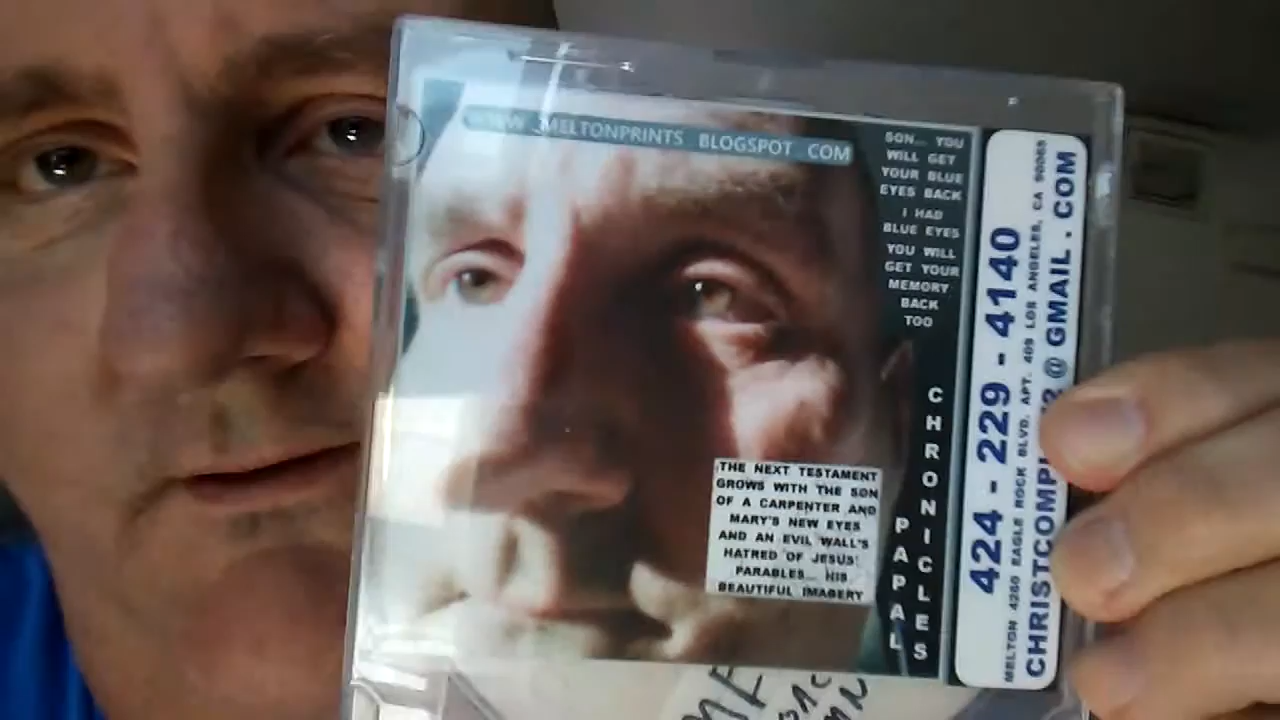 WWW MELTONPRINTS BLOGSPOT COM
SON... YOU
WILL GET
YOUR BLUE
EYES BACK
I HAD
BLUE EYES
YOU WILL
GET YOUR
MEMORY
BACK
TOO
CHRONICLES
PAPAL
THE NEXT TESTAMENT
GROWS WITH THE SON
OF A CARPENTER AND
MARY'S NEW EYES
AND AN EVIL WALL'S
HATRED OF JESUS'
PARABLES... HIS
BEAUTIFUL IMAGERY
424 - 229 - 4140
MELTON 4260 EAGLE ROCK BLVD. APT. 409 LOS ANGELES, CA 90065
@ GMAIL . COM